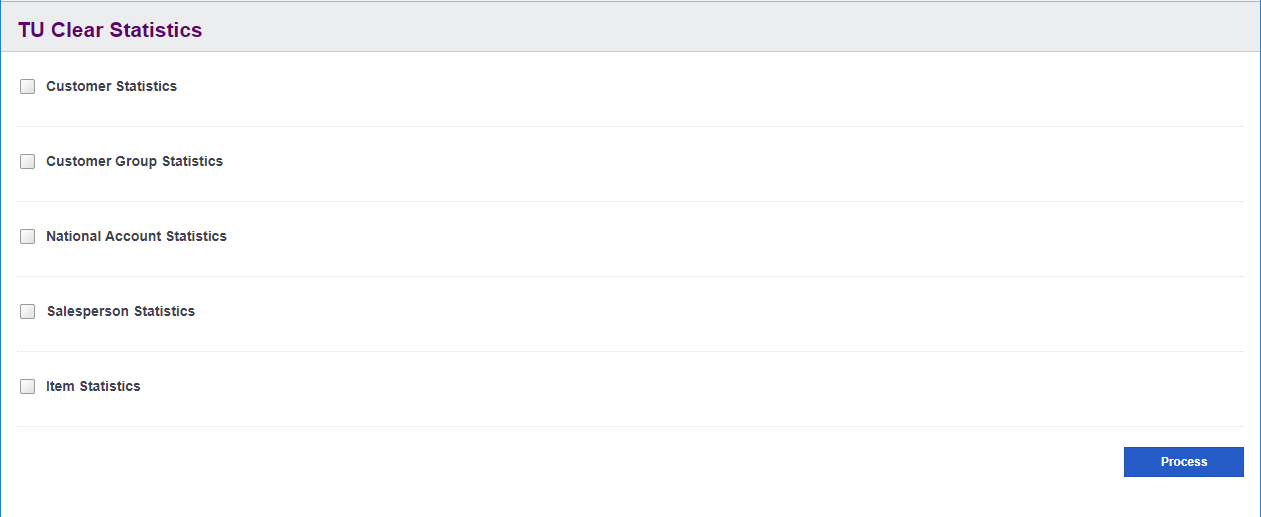 TU Clear Statistics
Customer Statistics
Customer Group Statistics
National Account Statistics
Salesperson Statistics
Item Statistics
Process